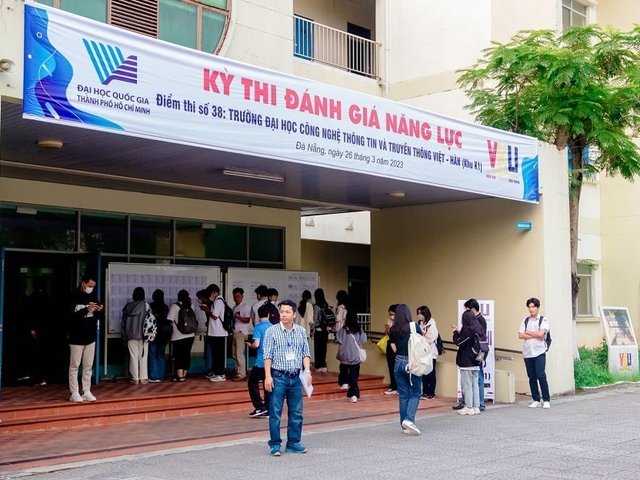 ĐẠI HỌC QUỐC GIA
THÀNH PHỐ HỒ CHÍ MINH
KỲ THI ĐÁNH GIÁ NĂNG LỰC
Điểm thi số 38: TRƯỜNG ĐẠI HỌC CÔNG NGHỆ THÔNG TIN VÀ TRUYỀN THÔNG VIỆT - HÀN (Khu K1)
Đà Nẵng, ngày 26 tháng 3 năm 2023
VKU
VKU